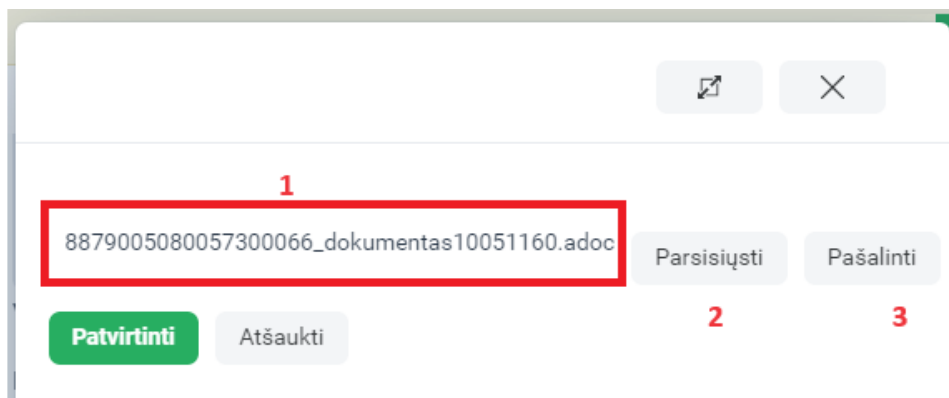 1
8879005080057300066_dokumentas10051160.adoc
Parsisiųsti
Pašalinti
2
3
Patvirtinti
Atšaukti